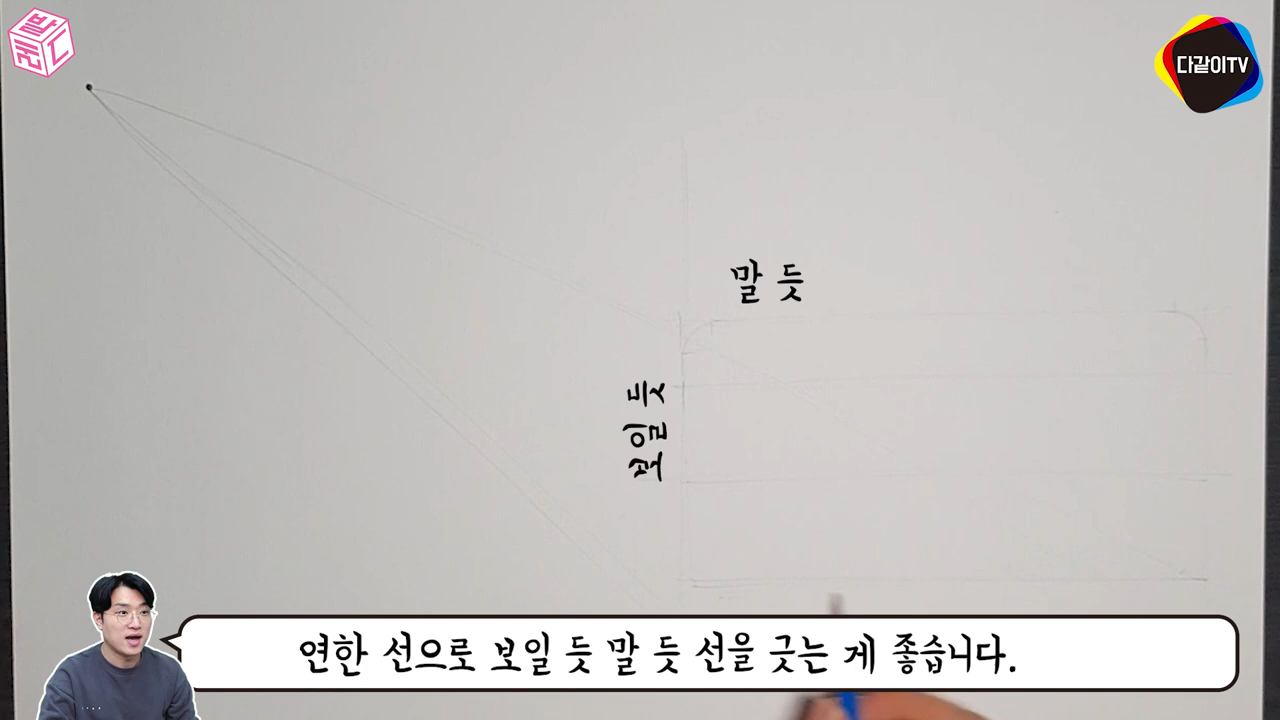 다같이TV
말 듯
보일 듯
연한 선으로 보일 듯 말 듯 선을 긋는 게 좋습니다.